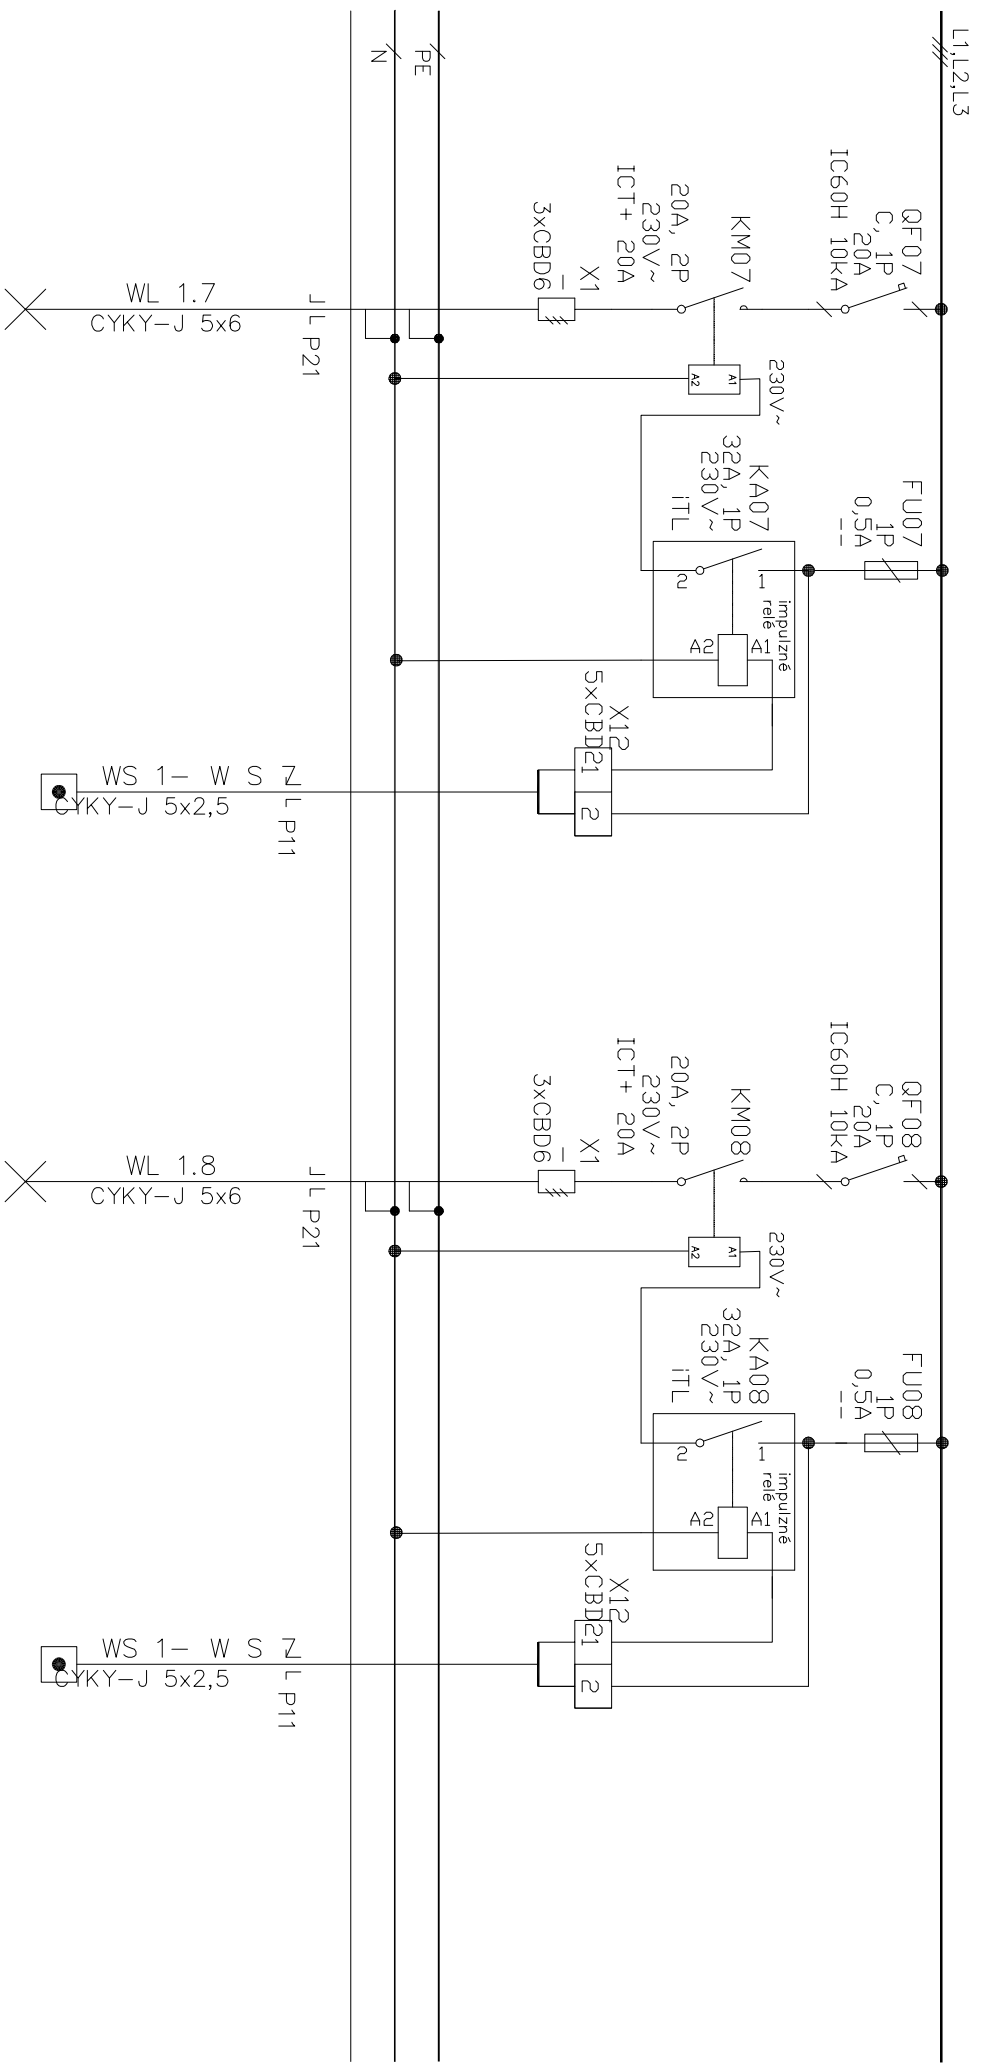 L1,L2,L3
PE
N
QF07
C, 1P
20A
IC60H 10kA
KM07
20A, 2P
230V~
ICT+ 20A
X1
–
3xCBD6
A1
A2
230V~
FU07
1P
0,5A
--
KA07
32A, 1P
230V~
iTL
1
2
impulzné
relé
A1
A2
X12
5xCBD2
1
2
P21
WL 1.7
CYKY-J 5x6
P11
WS 1- W S 7
CYKY-J 5x2,5
QF08
C, 1P
20A
IC60H 10kA
KM08
20A, 2P
230V~
ICT+ 20A
X1
–
3xCBD6
A1
A2
230V~
FU08
1P
0,5A
--
KA08
32A, 1P
230V~
iTL
1
2
impulzné
relé
A1
A2
X12
5xCBD2
1
2
P21
WL 1.8
CYKY-J 5x6
P11
WS 1- W S 7
CYKY-J 5x2,5